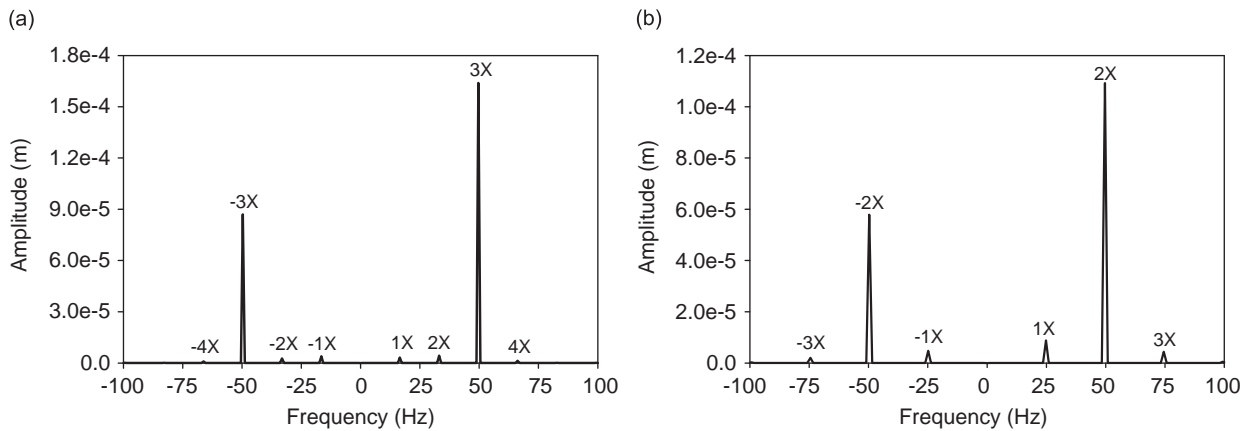 (a)
1.8e-4
1.5e-4
1.2e-4
9.0e-5
6.0e-5
3.0e-5
0.0
Amplitude (m)
3X
-3X
-4X
-2X
-1X
1X
2X
4X
-100 -75 -50 -25 0 25 50 75 100
Frequency (Hz)
(b)
1.2e-4
1.0e-4
8.0e-5
6.0e-5
4.0e-5
2.0e-5
0.0
Amplitude (m)
2X
-2X
-3X
-1X
1X
3X
-100 -75 -50 -25 0 25 50 75 100
Frequency (Hz)